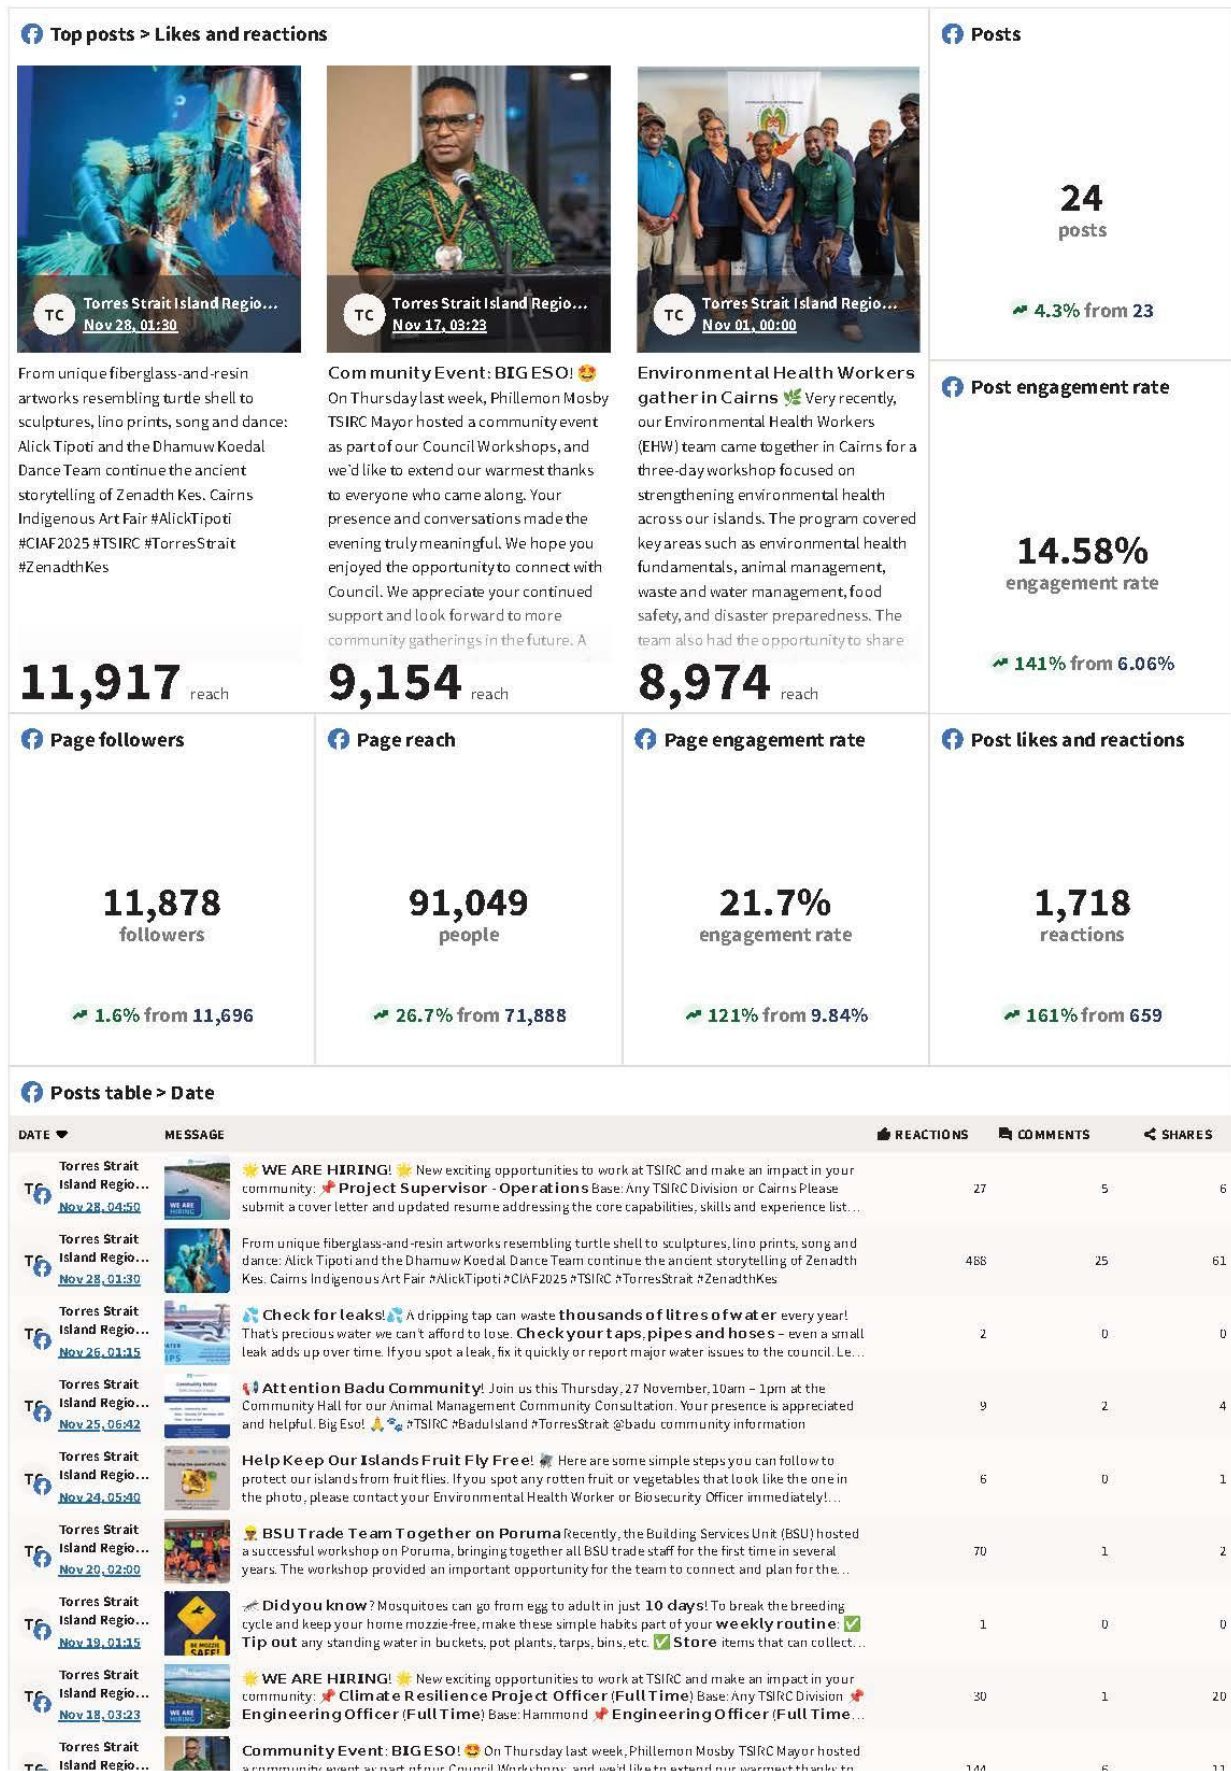 Top posts > Likes and reactions
TC
Torres Strait Island Regio...
Nov 28, 01:30
From unique fiberglass-and-resin
artworks resembling turtle shell to
sculptures, lino prints, song and dance:
Alick Tipoti and the Dhamuw Koedal
Dance Team continue the ancient
storytelling of Zenadth Kes. Cairns
Indigenous Art Fair #AlickTipoti
#CIAF2025 #TSIRC #TorresStrait
#ZenadthKes
11,917 reach
TC
Torres Strait Island Regio...
Nov 17, 03:23
Community Event: BIG ESO! 🤩
On Thursday last week, Phillemon Mosby
TSIRC Mayor hosted a community event
as part of our Council Workshops, and
we'd like to extend our warmest thanks
to everyone who came along. Your
presence and conversations made the
evening truly meaningful. We hope you
enjoyed the opportunity to connect with
Council. We appreciate your continued
support and look forward to more
community gatherings in the future. A
9,154 reach
TC
Torres Strait Island Regio...
Nov 01, 00:00
Environmental Health Workers
gather in Cairns 🌿 Very recently,
our Environmental Health Workers
(EHW) team came together in Cairns for a
three-day workshop focused on
strengthening environmental health
across our islands. The program covered
key areas such as environmental health
fundamentals, animal management,
waste and water management, food
safety, and disaster preparedness. The
team also had the opportunity to share
8,974 reach
Posts
24
posts
4.3% from 23
Post engagement rate
14.58%
engagement rate
141% from 6.06%
Page followers
11,878
followers
1.6% from 11,696
Page reach
91,049
people
26.7% from 71,888
Page engagement rate
21.7%
engagement rate
121% from 9.84%
Post likes and reactions
1,718
reactions
161% from 659
Posts table > Date
DATE MESSAGE REACTIONS COMMENTS SHARES
Torres Strait
Island Regio...
Nov 28, 04:50
WE ARE
HIRING
🌟 WE ARE HIRING! 🌟 New exciting opportunities to work at TSIRC and make an impact in your
community: 📌 Project Supervisor - Operations Base: Any TSIRC Division or Cairns Please
submit a cover letter and updated resume addressing the core capabilities, skills and experience list...
27 5 6
Torres Strait
Island Regio...
Nov 28, 01:30
From unique fiberglass-and-resin artworks resembling turtle shell to sculptures, lino prints, song and
dance: Alick Tipoti and the Dhamuw Koedal Dance Team continue the ancient storytelling of Zenadth
Kes. Cairns Indigenous Art Fair #AlickTipoti #CIAF2025 #TSIRC #TorresStrait #ZenadthKes
468 25 61
Torres Strait
Island Regio...
Nov 26, 01:15
💦 Check for leaks! 💦 A dripping tap can waste thousands of litres of water every year!
That's precious water we can't afford to lose. Check your taps, pipes and hoses – even a small
leak adds up over time. If you spot a leak, fix it quickly or report major water issues to the council. Le...
2 0 0
Torres Strait
Island Regio...
Nov 25, 06:42
📢 Attention Badu Community! Join us this Thursday, 27 November, 10am – 1pm at the
Community Hall for our Animal Management Community Consultation. Your presence is appreciated
and helpful. Big Eso! 🙏🐾 #TSIRC #BaduIsland #TorresStrait @badu community information
9 2 4
Torres Strait
Island Regio...
Nov 24, 05:40
Help Keep Our Islands Fruit Fly Free! 🪰 Here are some simple steps you can follow to
protect our islands from fruit flies. If you spot any rotten fruit or vegetables that look like the one in
the photo, please contact your Environmental Health Worker or Biosecurity Officer immediately!...
6 0 1
Torres Strait
Island Regio...
Nov 20, 02:00
👷 BSU Trade Team Together on Poruma Recently, the Building Services Unit (BSU) hosted
a successful workshop on Poruma, bringing together all BSU trade staff for the first time in several
years. The workshop provided an important opportunity for the team to connect and plan for the...
70 1 2
Torres Strait
Island Regio...
Nov 19, 01:15
BE MOZZIE
SAFE!
🦟 Did you know? Mosquitoes can go from egg to adult in just 10 days! To break the breeding
cycle and keep your home mozzie-free, make these simple habits part of your weekly routine: ✅
Tip out any standing water in buckets, pot plants, tarps, bins, etc. ✅ Store items that can collect...
1 0 0
Torres Strait
Island Regio...
Nov 18, 03:23
WE ARE
HIRING
🌟 WE ARE HIRING! 🌟 New exciting opportunities to work at TSIRC and make an impact in your
community: 📌 Climate Resilience Project Officer (Full Time) Base: Any TSIRC Division 📌
Engineering Officer (Full Time) Base: Hammond 📌 Engineering Officer (Full Time...
30 1 20
Torres Strait
Island Regio...
Community Event: BIG ESO! 🤩 On Thursday last week, Phillemon Mosby TSIRC Mayor hosted
a community event as part of our Council Workshops, and we'd like to extend our warmest thanks to
144 6 11